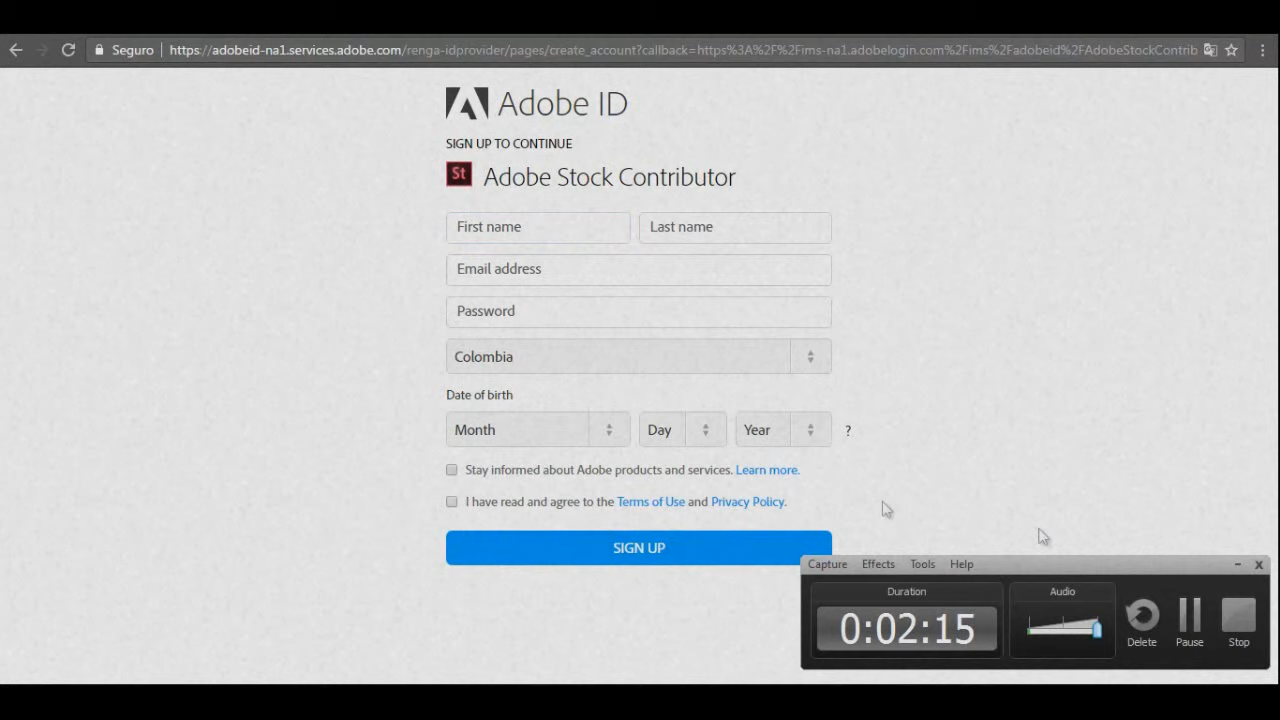 Seguro https://adobeid-na1.services.adobe.com/renga-idprovider/pages/create_account?callback=https%3A%2F%2Fims-na1.adobelogin.com%2Fims%2Fadobeid%2FAdobeStockContrib
Adobe ID
SIGN UP TO CONTINUE
St Adobe Stock Contributor
First name Last name
Email address
Password
Colombia
Date of birth
Month Day Year ?
Stay informed about Adobe products and services. Learn more.
I have read and agree to the Terms of Use and Privacy Policy.
SIGN UP
Capture Effects Tools Help
Duration Audio
0:02:15
Delete Pause Stop